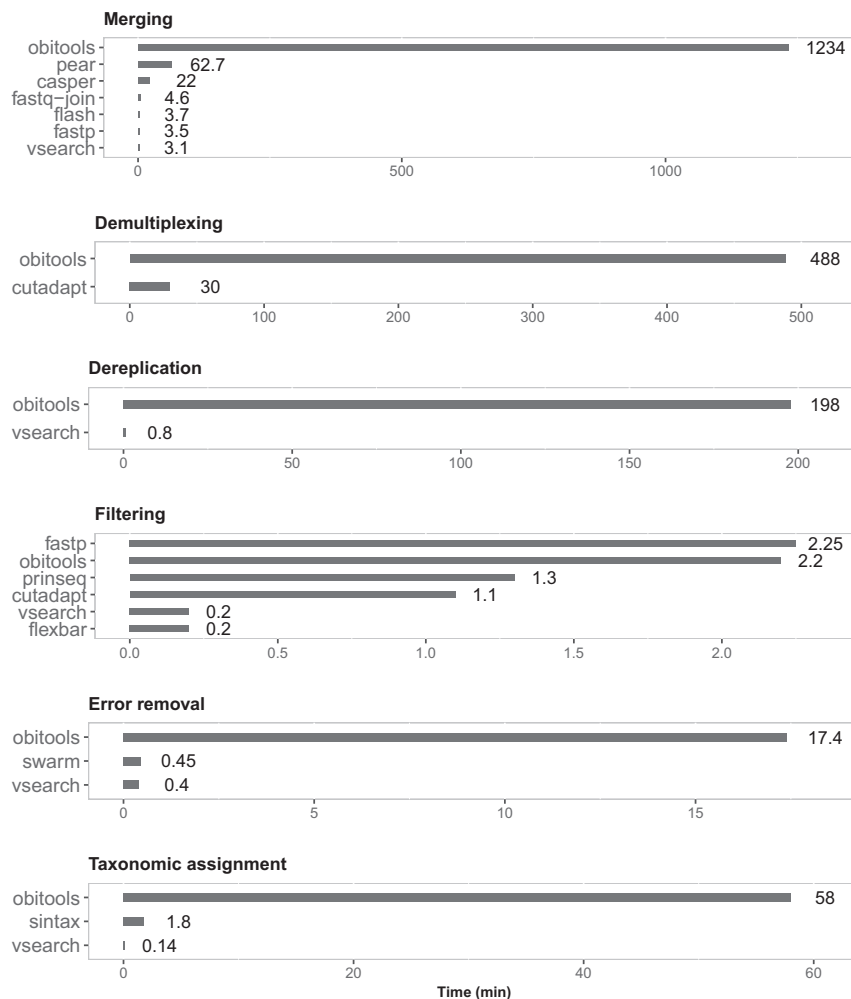 Merging
obitools 1234
pear 62.7
casper 22
fastq−join 4.6
flash 3.7
fastp 3.5
vsearch 3.1
0 500 1000
Demultiplexing
obitools 488
cutadapt 30
0 100 200 300 400 500
Dereplication
obitools 198
vsearch 0.8
0 50 100 150 200
Filtering
fastp 2.25
obitools 2.2
prinseq 1.3
cutadapt 1.1
vsearch 0.2
flexbar 0.2
0.0 0.5 1.0 1.5 2.0
Error removal
obitools 17.4
swarm 0.45
vsearch 0.4
0 5 10 15
Taxonomic assignment
obitools 58
sintax 1.8
vsearch 0.14
0 20 40 60
Time (min)